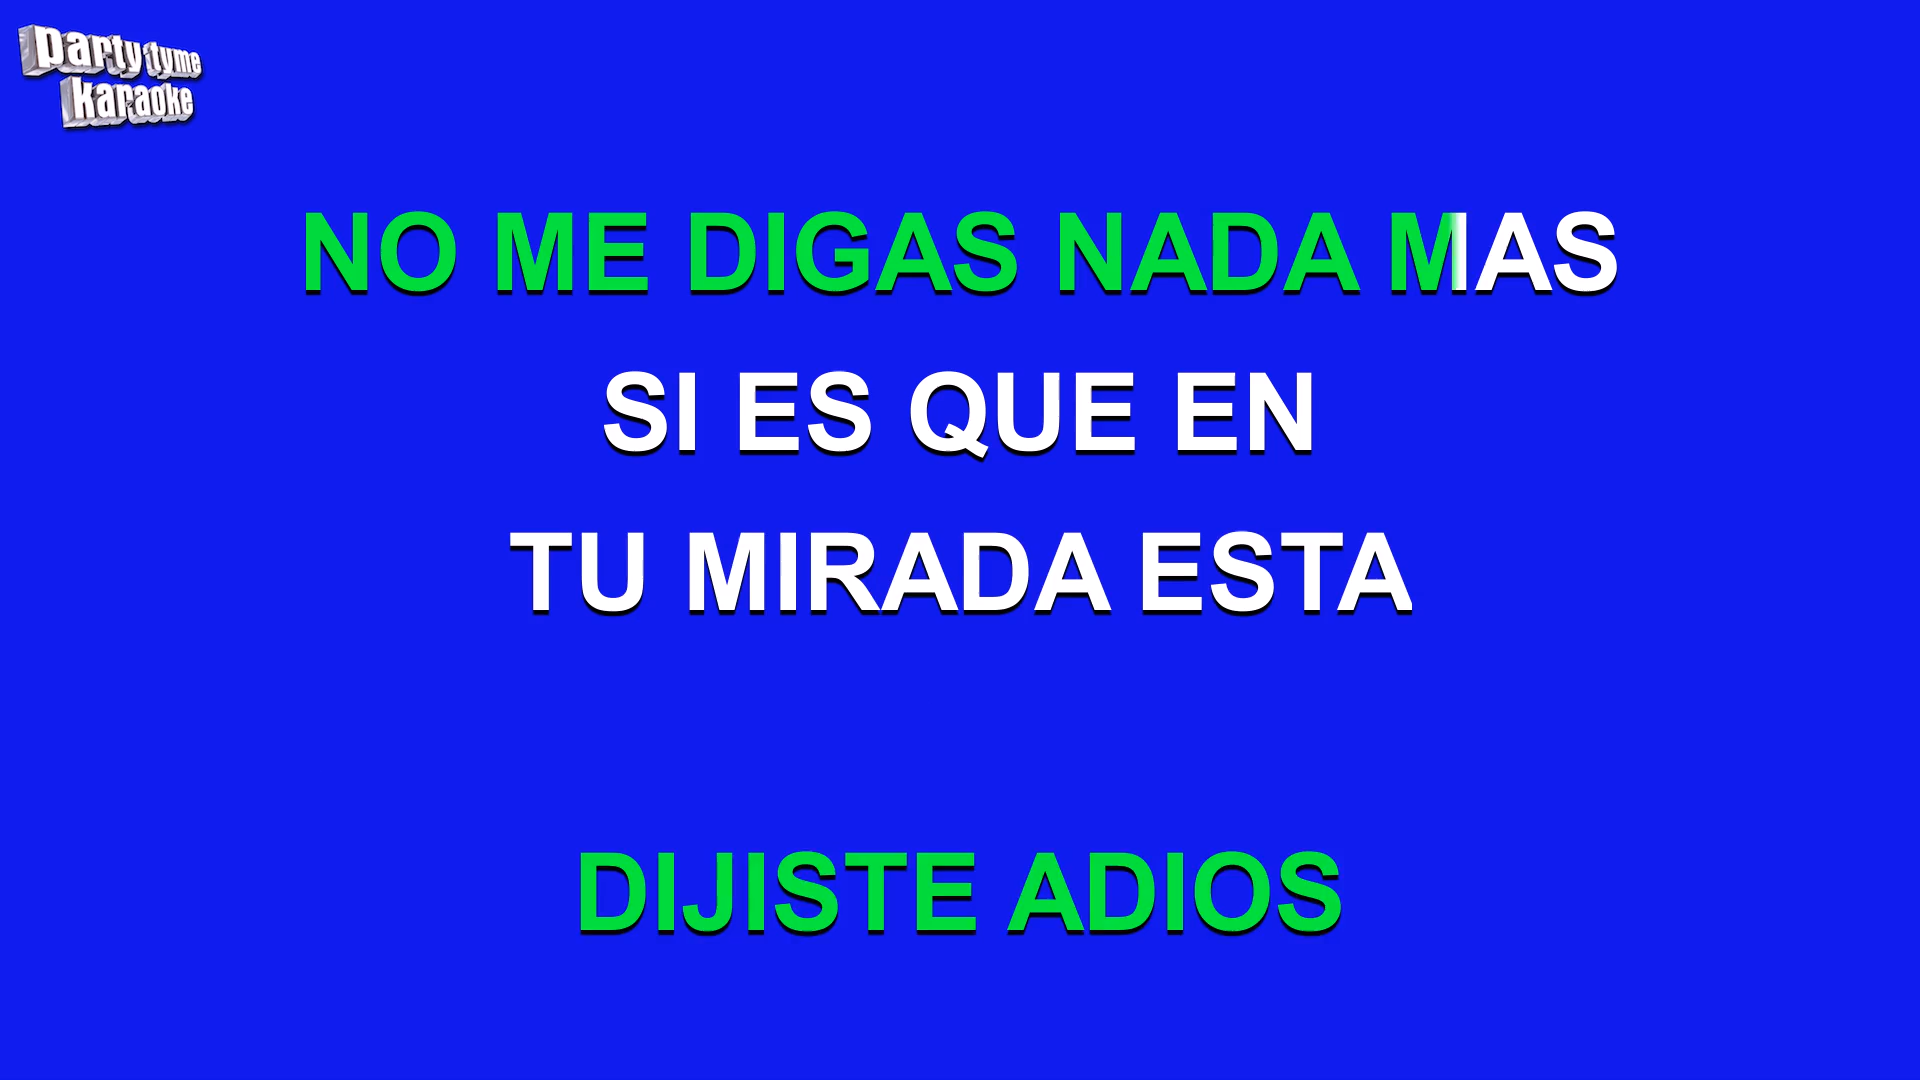 party tyme
karaoke
NO ME DIGAS NADA MAS
SI ES QUE EN
TU MIRADA ESTA
DIJISTE ADIOS